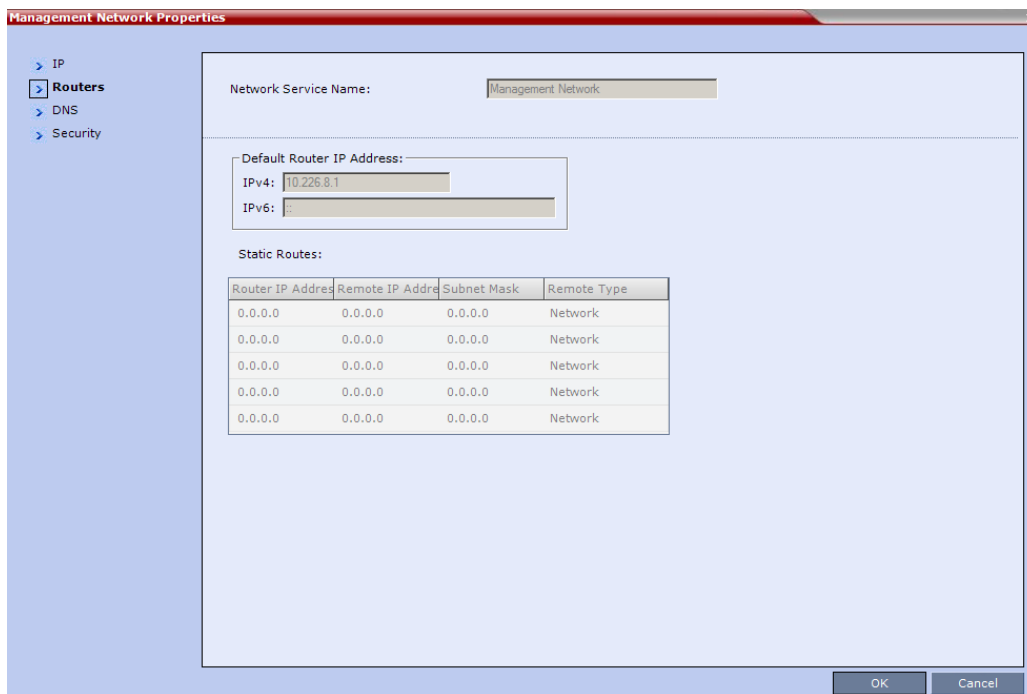 Management Network Properties
IP
Routers
DNS
Security
Network Service Name: Management Network
Default Router IP Address:
IPv4: 10.226.8.1
IPv6: ::
Static Routes:
Router IP Addres Remote IP Addre Subnet Mask Remote Type
0.0.0.0 0.0.0.0 0.0.0.0 Network
0.0.0.0 0.0.0.0 0.0.0.0 Network
0.0.0.0 0.0.0.0 0.0.0.0 Network
0.0.0.0 0.0.0.0 0.0.0.0 Network
0.0.0.0 0.0.0.0 0.0.0.0 Network
OK Cancel